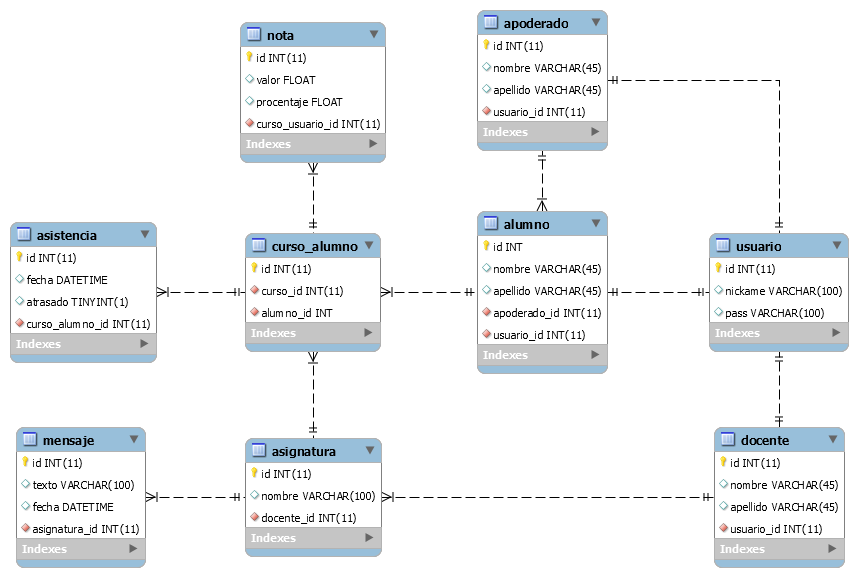 nota
id INT(11)
valor FLOAT
procentaje FLOAT
curso_usuario_id INT(11)
Indexes
apoderado
id INT(11)
nombre VARCHAR(45)
apellido VARCHAR(45)
usuario_id INT(11)
Indexes
asistencia
id INT(11)
fecha DATETIME
atrasado TINYINT(1)
curso_alumno_id INT(11)
Indexes
curso_alumno
id INT(11)
curso_id INT(11)
alumno_id INT
Indexes
alumno
id INT
nombre VARCHAR(45)
apellido VARCHAR(45)
apoderado_id INT(11)
usuario_id INT(11)
Indexes
usuario
id INT(11)
nickame VARCHAR(100)
pass VARCHAR(100)
Indexes
mensaje
id INT(11)
texto VARCHAR(100)
fecha DATETIME
asignatura_id INT(11)
Indexes
asignatura
id INT(11)
nombre VARCHAR(100)
docente_id INT(11)
Indexes
docente
id INT(11)
nombre VARCHAR(45)
apellido VARCHAR(45)
usuario_id INT(11)
Indexes